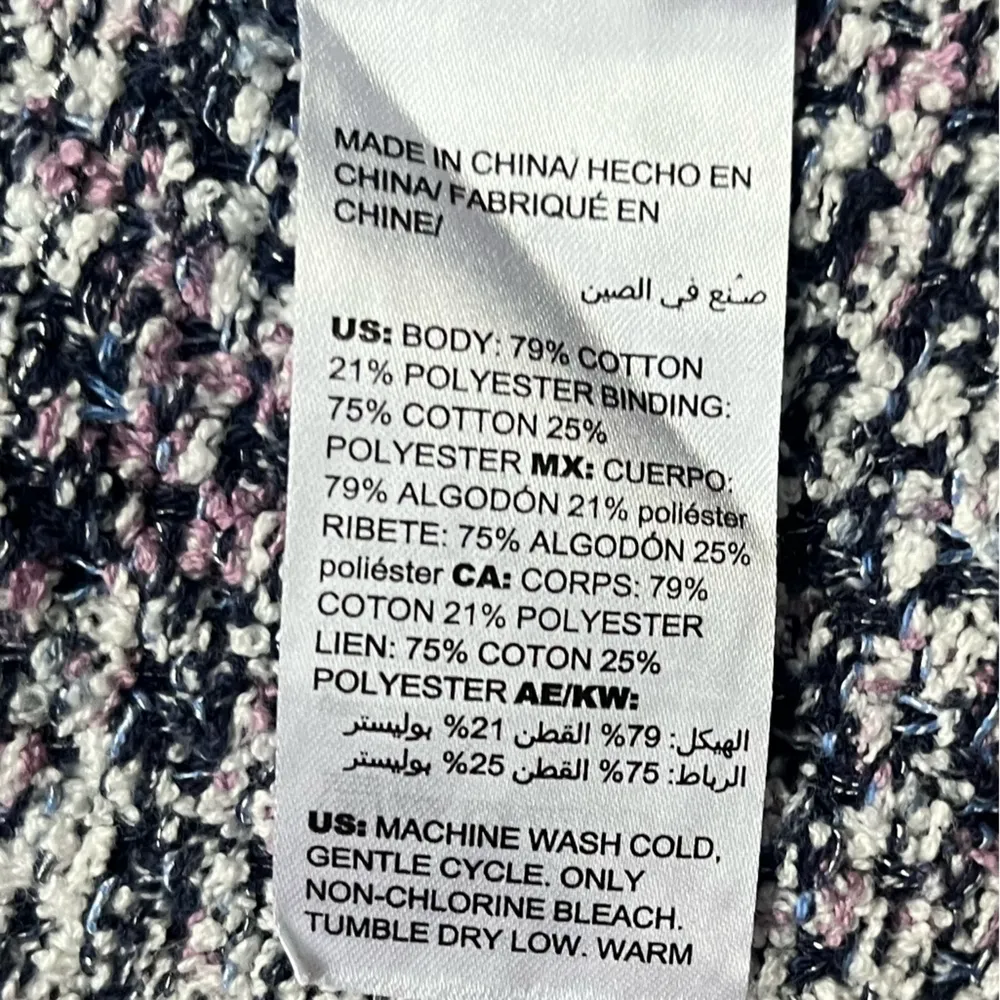 MADE IN CHINA/ HECHO EN
CHINA/ FABRIQUÉ EN
CHINE/
صنع في الصين
US: BODY: 79% COTTON
21% POLYESTER BINDING:
75% COTTON 25%
POLYESTER MX: CUERPO:
79% ALGODÓN 21% poliéster
RIBETE: 75% ALGODÓN 25%
poliéster CA: CORPS: 79%
COTON 21% POLYESTER
LIEN: 75% COTON 25%
POLYESTER AE/KW:
الهيكل: 79% القطن 21% بوليستر
الرباط: 75% القطن 25% بوليستر
US: MACHINE WASH COLD,
GENTLE CYCLE. ONLY
NON-CHLORINE BLEACH.
TUMBLE DRY LOW. WARM